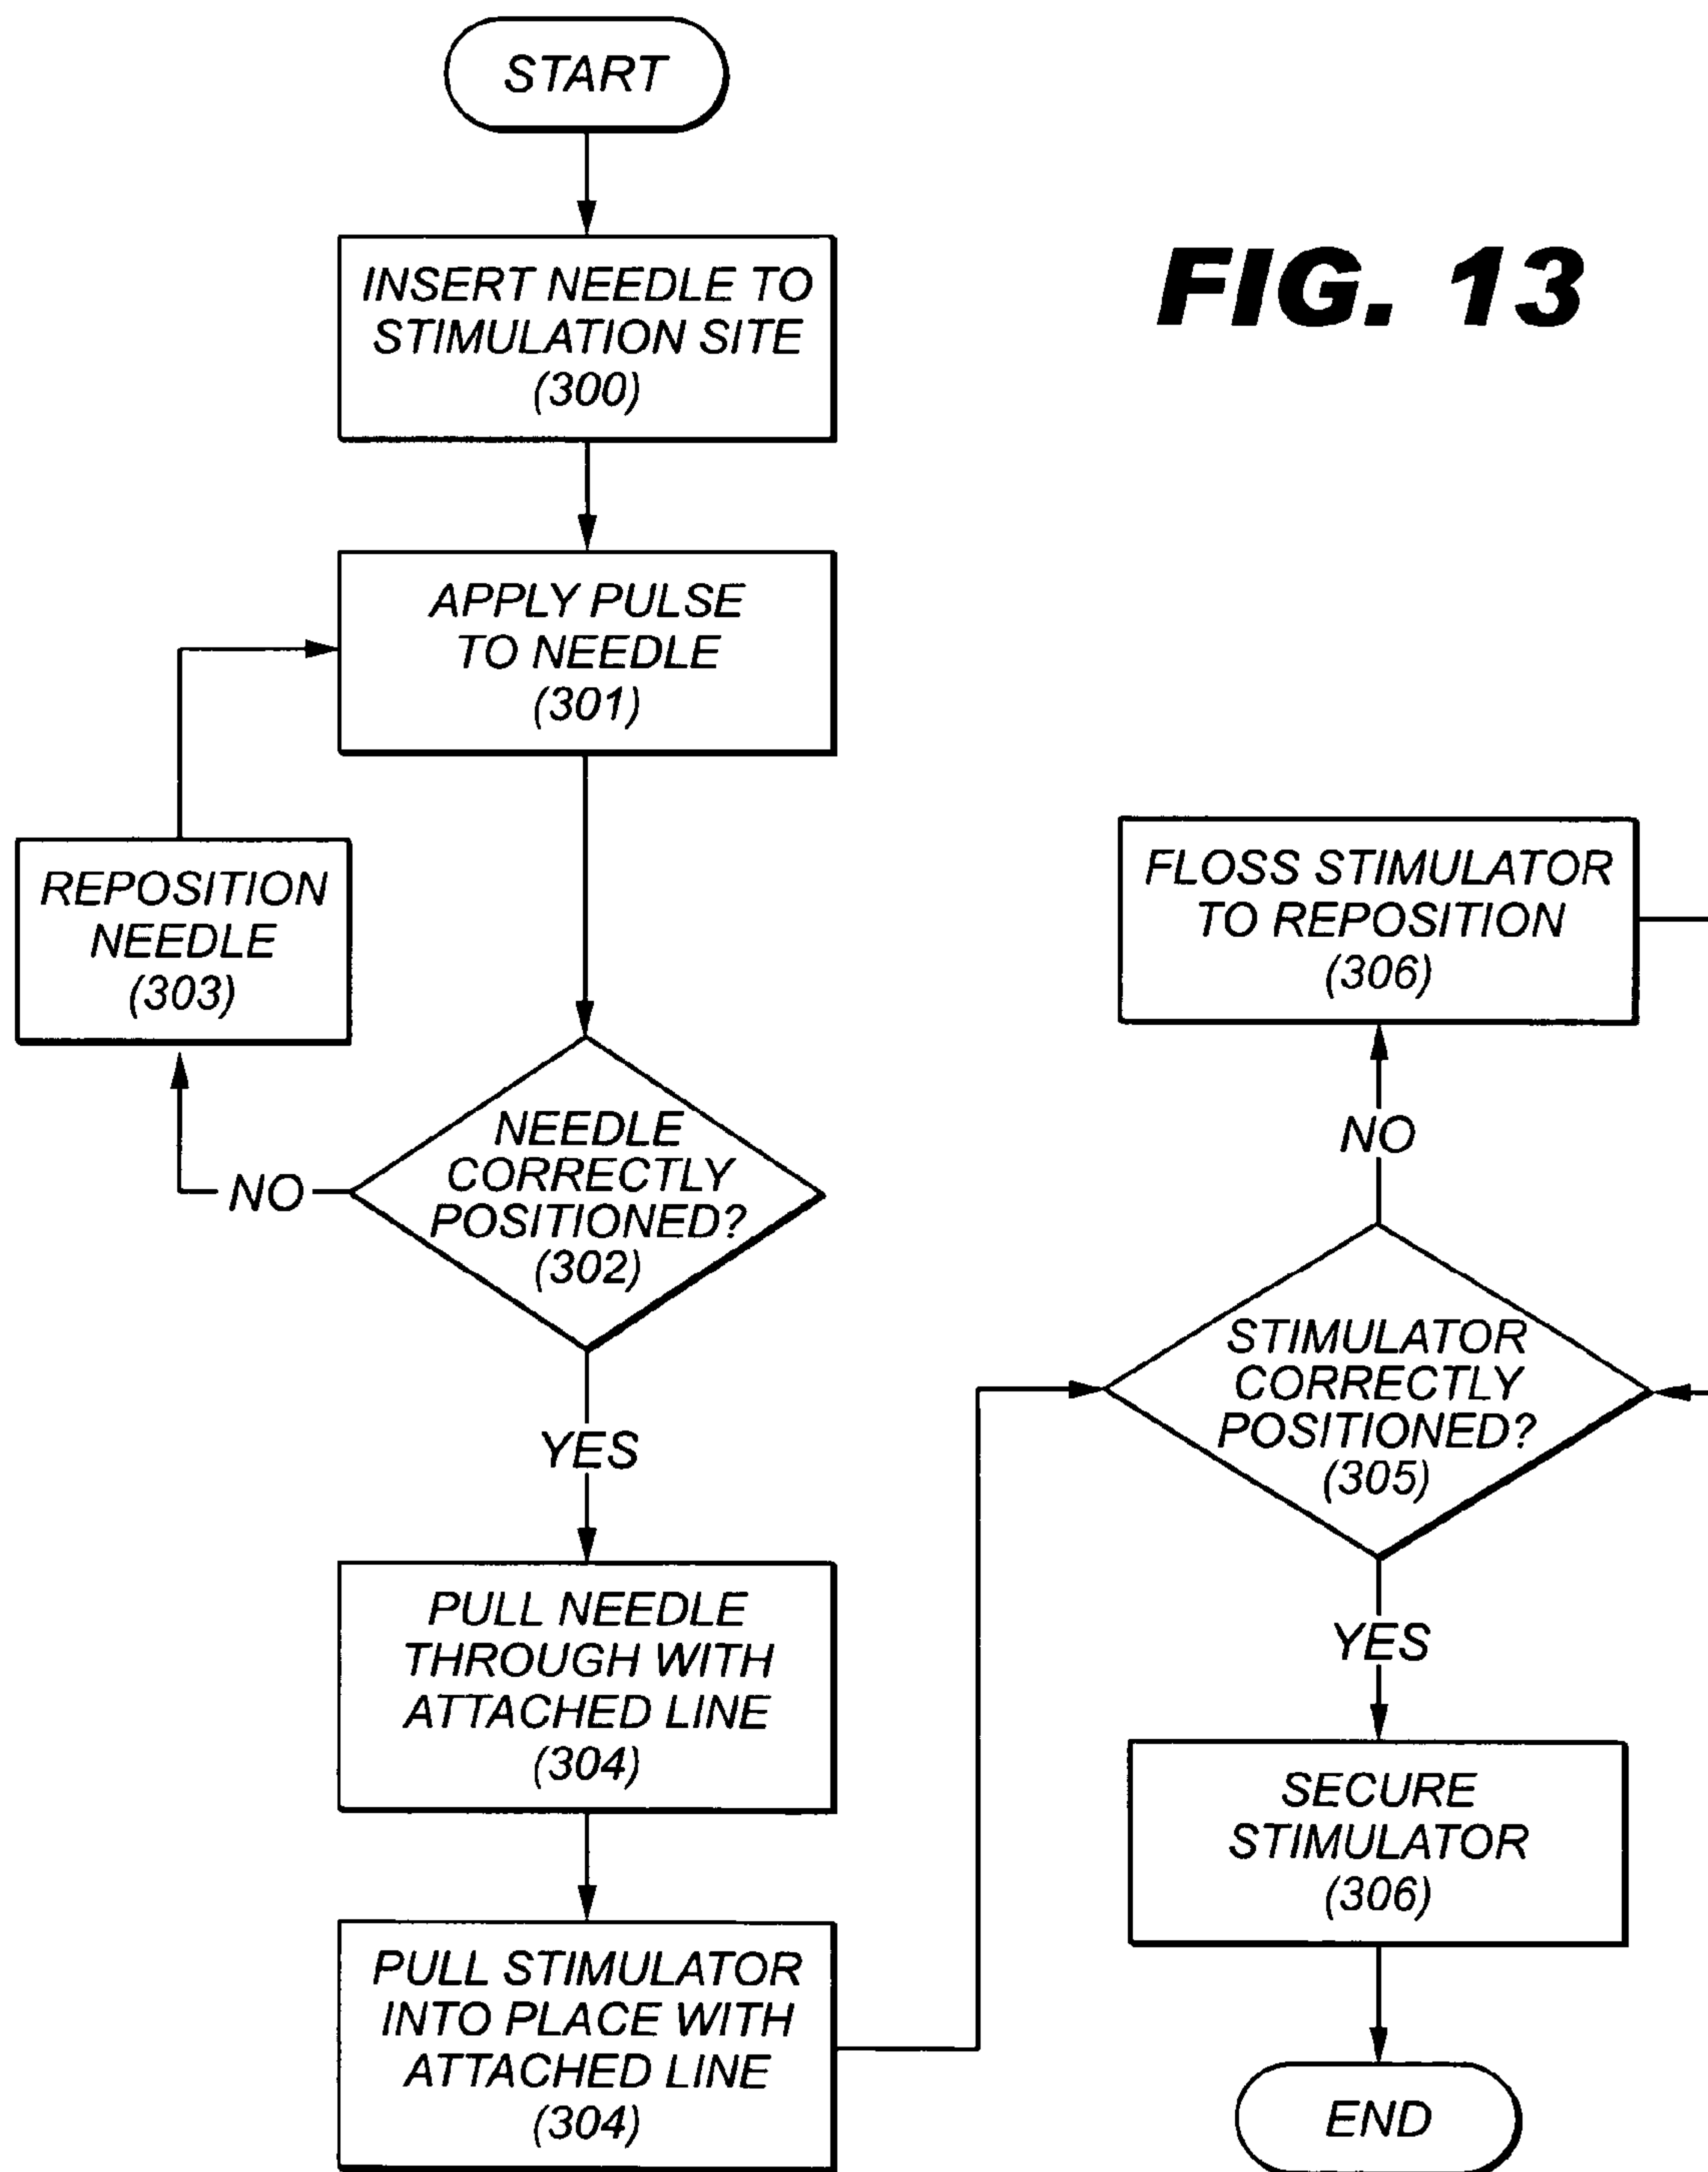 START
FIG. 13
INSERT NEEDLE TO
STIMULATION SITE
(300)
APPLY PULSE
TO NEEDLE
(301)
REPOSITION
NEEDLE
(303)
NEEDLE
CORRECTLY
POSITIONED?
(302)
NO
YES
PULL NEEDLE
THROUGH WITH
ATTACHED LINE
(304)
PULL STIMULATOR
INTO PLACE WITH
ATTACHED LINE
(304)
FLOSS STIMULATOR
TO REPOSITION
(306)
NO
STIMULATOR
CORRECTLY
POSITIONED?
(305)
YES
SECURE
STIMULATOR
(306)
END